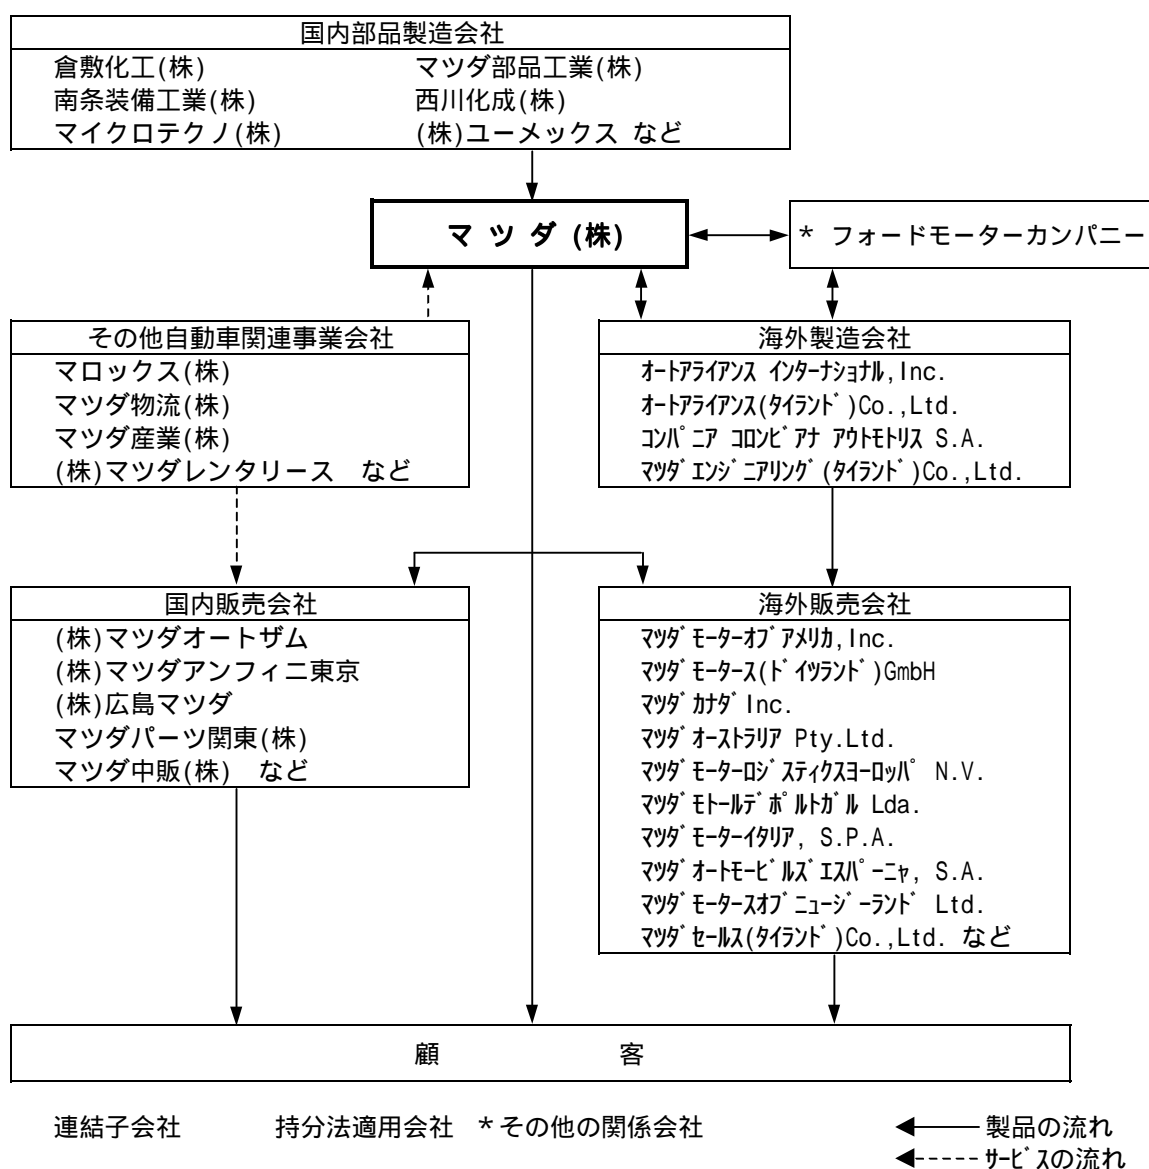 国内部品製造会社
倉敷化工(株) マツダ部品工業(株)
南条装備工業(株) 西川化成(株)
マイクロテクノ(株) (株)ユーメックス など
マツダ(株)
* フォードモーターカンパニー
その他自動車関連事業会社
マロックス(株)
マツダ物流(株)
マツダ産業(株)
(株)マツダレンタリース など
海外製造会社
ｵｰﾄｱﾗｲｱﾝｽ ｲﾝﾀｰﾅｼｮﾅﾙ,Inc.
ｵｰﾄｱﾗｲｱﾝｽ(ﾀｲﾗﾝﾄﾞ)Co.,Ltd.
ｺﾝﾊﾟﾆｱ ｺﾛﾝﾋﾞｱﾅ ｱｳﾄﾓﾄﾘｽ S.A.
ﾏﾂﾀﾞｴﾝｼﾞﾆｱﾘﾝｸﾞ(ﾀｲﾗﾝﾄﾞ)Co.,Ltd.
国内販売会社
(株)マツダオートザム
(株)マツダアンフィニ東京
(株)広島マツダ
マツダパーツ関東(株)
マツダ中販(株) など
海外販売会社
ﾏﾂﾀﾞﾓｰﾀｰｵﾌﾞｱﾒﾘｶ,Inc.
ﾏﾂﾀﾞﾓｰﾀｰｽ(ﾄﾞｲﾂﾗﾝﾄﾞ)GmbH
ﾏﾂﾀﾞｶﾅﾀﾞInc.
ﾏﾂﾀﾞｵｰｽﾄﾗﾘｱ Pty.Ltd.
ﾏﾂﾀﾞﾓｰﾀｰﾛｼﾞｽﾃｨｸｽﾖｰﾛｯﾊﾟ N.V.
ﾏﾂﾀﾞﾓﾄｰﾙﾃﾞﾎﾟﾙﾄｶﾞﾙ Lda.
ﾏﾂﾀﾞﾓｰﾀｰｲﾀﾘｱ, S.P.A.
ﾏﾂﾀﾞｵｰﾄﾓｰﾋﾞﾙｽﾞｴｽﾊﾟｰﾆｬ, S.A.
ﾏﾂﾀﾞﾓｰﾀｰｽｵﾌﾞﾆｭｰｼﾞｰﾗﾝﾄﾞ Ltd.
ﾏﾂﾀﾞｾｰﾙｽ(ﾀｲﾗﾝﾄﾞ)Co.,Ltd. など
顧 客
連結子会社 持分法適用会社 *その他の関係会社
製品の流れ
ｻｰﾋﾞｽの流れ